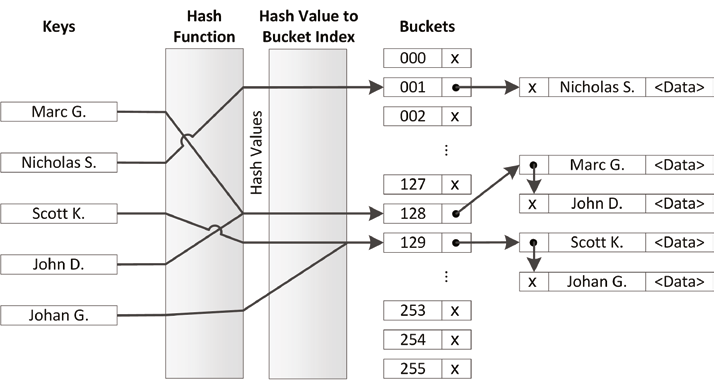 Keys
Hash Function
Hash Value to Bucket Index
Buckets
Marc G.
Nicholas S.
Scott K.
John D.
Johan G.
Hash Values
000 x
001
002 x
⋮
127 x
128
129
⋮
253 x
254 x
255 x
x Nicholas S. <Data>
Marc G. <Data>
x John D. <Data>
Scott K. <Data>
x Johan G. <Data>